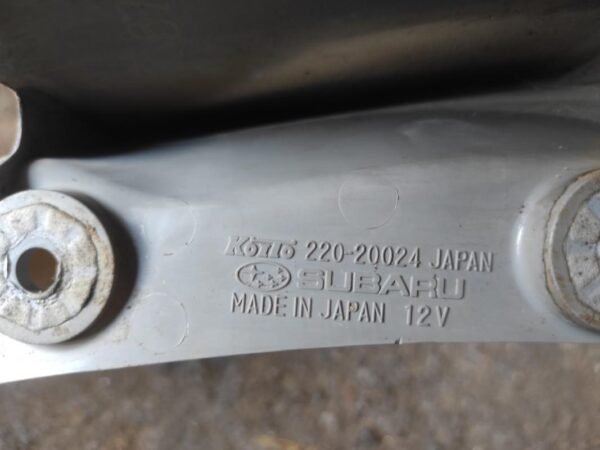 Koito 220-20024 JAPAN
SUBARU
MADE IN JAPAN 12V